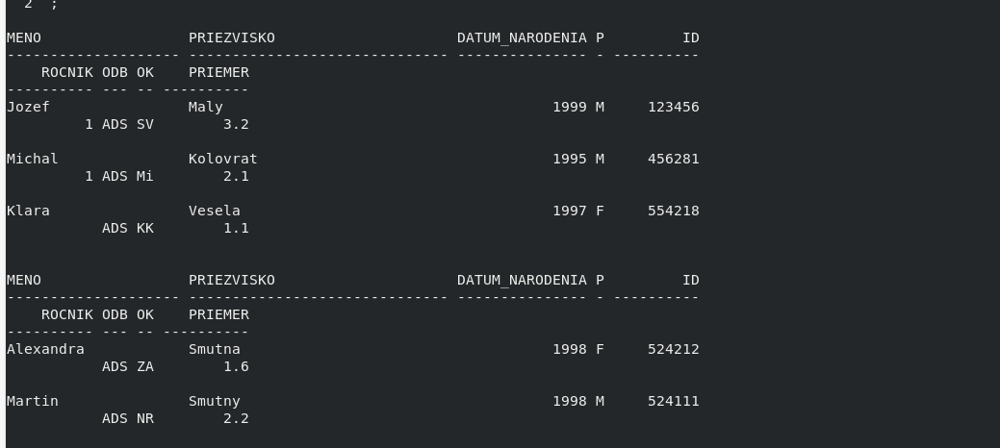 2  ;
MENO                 PRIEZVISKO                     DATUM_NARODENIA P         ID
-------------------- ------------------------------ --------------- - ----------
    ROCNIK ODB OK    PRIEMER
---------- --- -- ----------
Jozef                Maly                                      1999 M     123456
         1 ADS SV        3.2
Michal               Kolovrat                                  1995 M     456281
         1 ADS Mi        2.1
Klara                Vesela                                    1997 F     554218
           ADS KK        1.1
MENO                 PRIEZVISKO                     DATUM_NARODENIA P         ID
-------------------- ------------------------------ --------------- - ----------
    ROCNIK ODB OK    PRIEMER
---------- --- -- ----------
Alexandra            Smutna                                    1998 F     524212
           ADS ZA        1.6
Martin               Smutny                                    1998 M     524111
           ADS NR        2.2